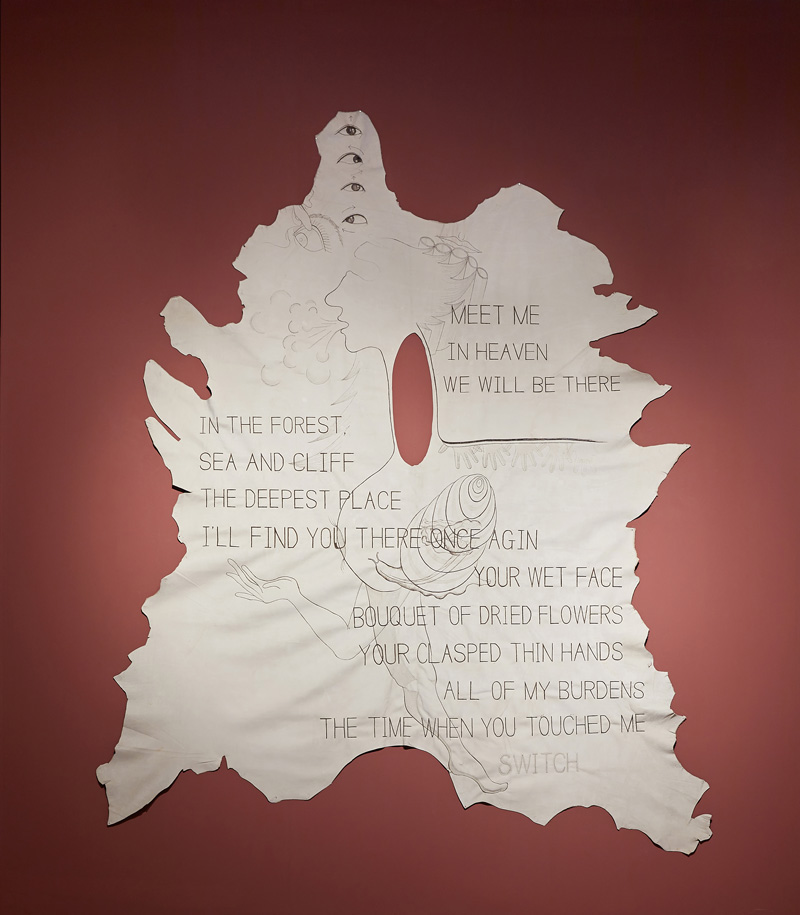 MEET ME
IN HEAVEN
WE WILL BE THERE
IN THE FOREST,
SEA AND CLIFF
THE DEEPEST PLACE
I'LL FIND YOU THERE ONCE AGIN
YOUR WET FACE
BOUQUET OF DRIED FLOWERS
YOUR CLASPED THIN HANDS
ALL OF MY BURDENS
THE TIME WHEN YOU TOUCHED ME
SWITCH